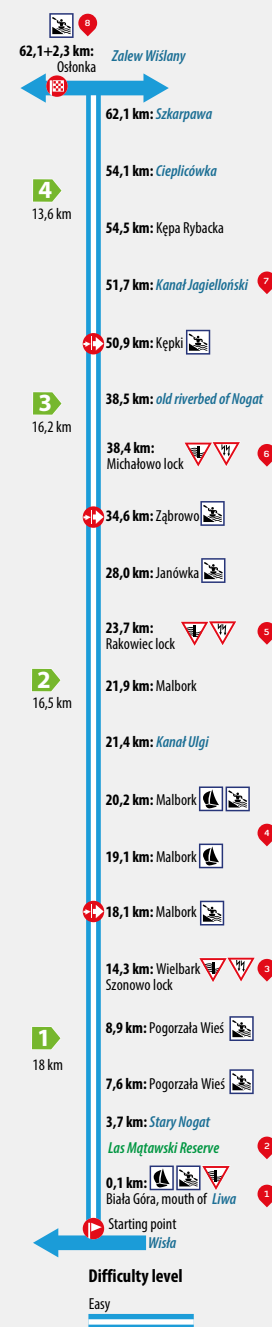 8
62,1+2,3 km:
Osłonka
Zalew Wiślany
62,1 km: Szkarpawa
54,1 km: Cieplicówka
4
13,6 km
54,5 km: Kępa Rybacka
51,7 km: Kanał Jagielloński 7
50,9 km: Kępki
3
16,2 km
38,5 km: old riverbed of Nogat
38,4 km:
Michałowo lock
6
34,6 km: Ząbrowo
28,0 km: Janówka
23,7 km:
Rakowiec lock
5
2
16,5 km
21,9 km: Malbork
21,4 km: Kanał Ulgi
20,2 km: Malbork
4
19,1 km: Malbork
18,1 km: Malbork
14,3 km: Wielbark
Szonowo lock
3
1
18 km
8,9 km: Pogorzała Wieś
7,6 km: Pogorzała Wieś
3,7 km: Stary Nogat
Las Mątawski Reserve 2
0,1 km:
Biała Góra, mouth of Liwa
1
Starting point
Wisła
Difficulty level
Easy